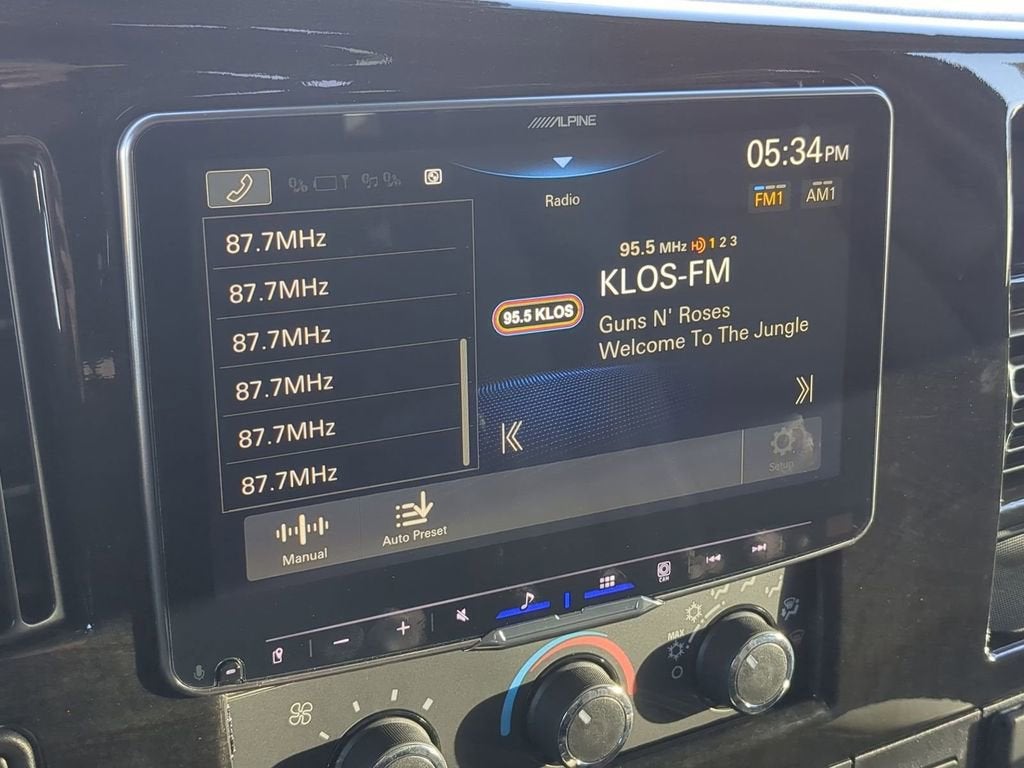 ALPINE
05:34PM
Radio
FM1
AM1
87.7MHz
87.7MHz
87.7MHz
87.7MHz
87.7MHz
87.7MHz
95.5 MHz HD 1 2 3
KLOS-FM
95.5 KLOS
Guns N' Roses
Welcome To The Jungle
Setup
Manual
Auto Preset
CAM
MAX